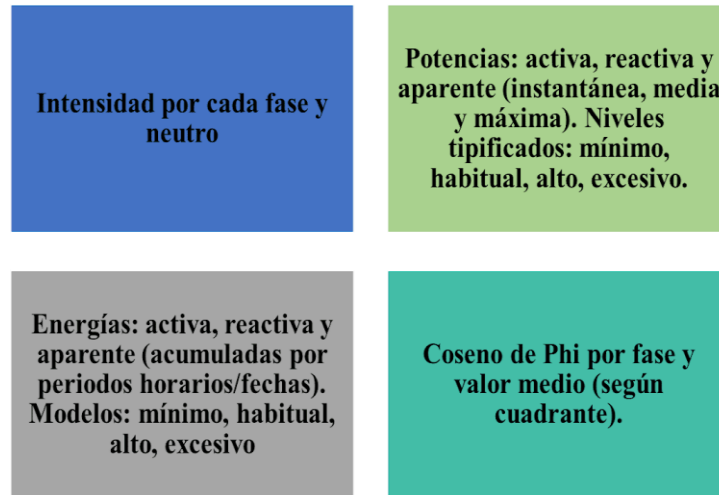 Intensidad por cada fase y
neutro
Potencias: activa, reactiva y
aparente (instantánea, media
y máxima). Niveles
tipificados: mínimo,
habitual, alto, excesivo.
Energías: activa, reactiva y
aparente (acumuladas por
periodos horarios/fechas).
Modelos: mínimo, habitual,
alto, excesivo
Coseno de Phi por fase y
valor medio (según
cuadrante).